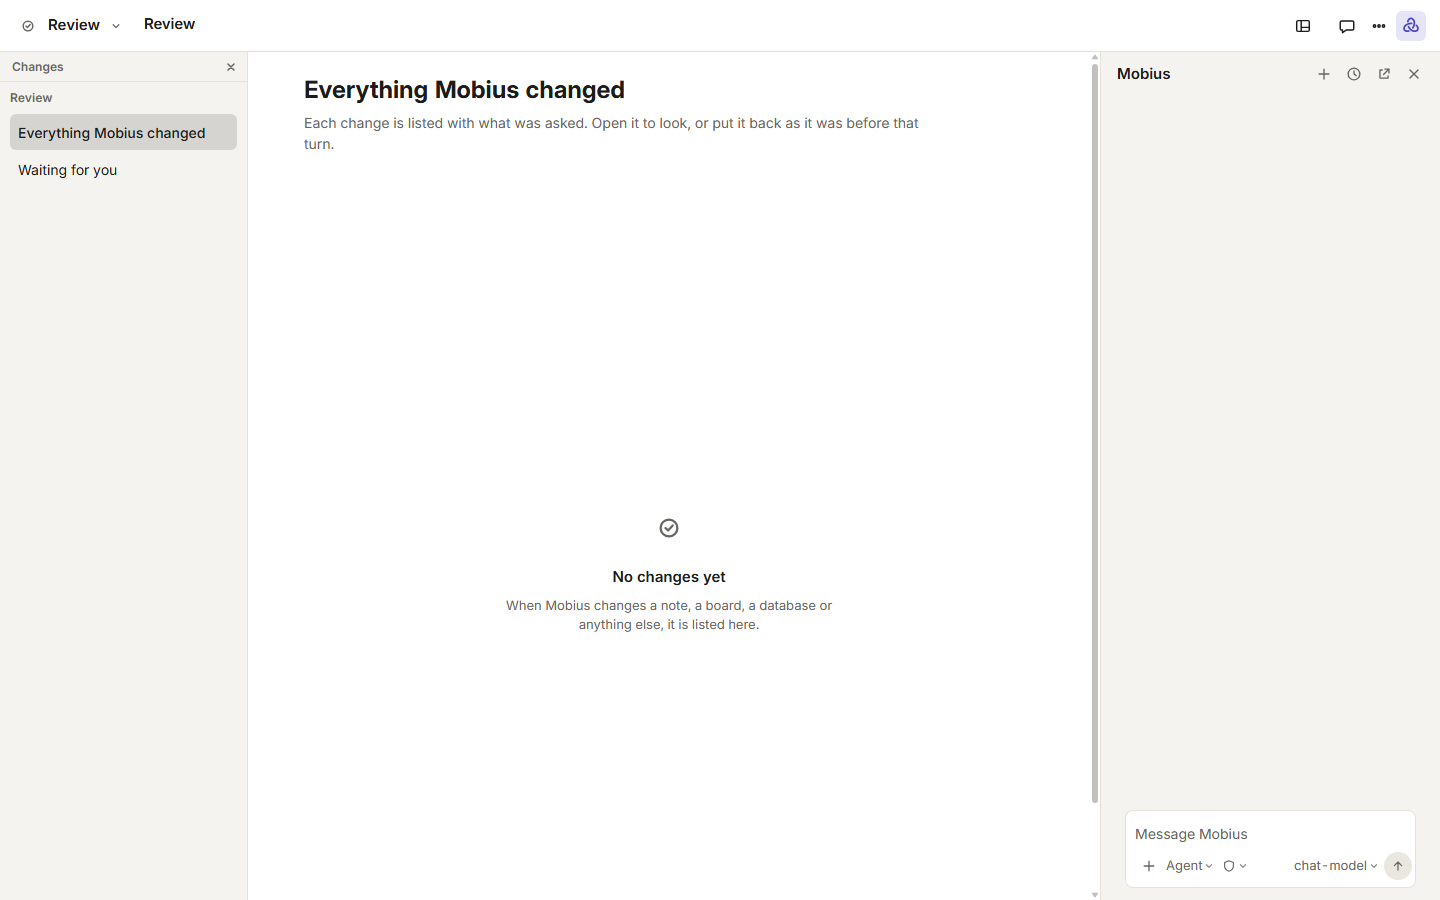 Review
Review
Changes
Review
Everything Mobius changed
Waiting for you
Everything Mobius changed
Each change is listed with what was asked. Open it to look, or put it back as it was before that
turn.
No changes yet
When Mobius changes a note, a board, a database or
anything else, it is listed here.
Mobius
Message Mobius
Agent
chat-model